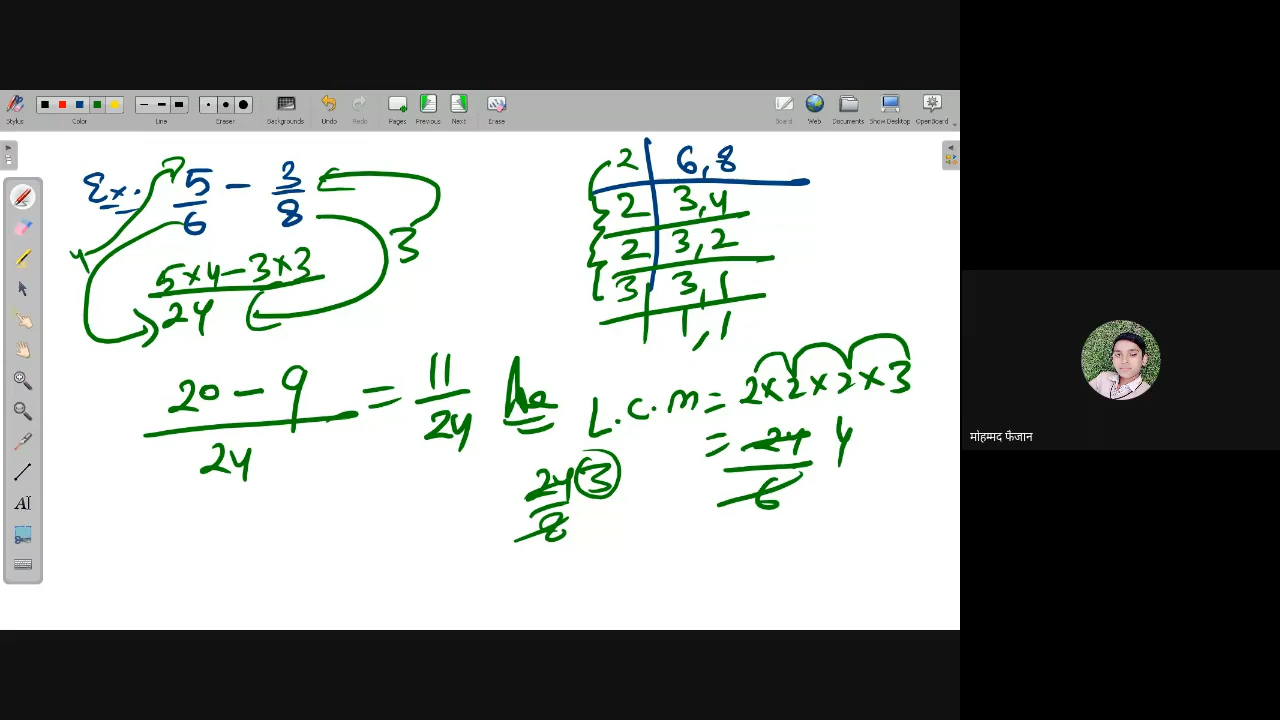 Stylus Color Line Eraser Backgrounds Undo Redo Pages Previous Next Erase Board Web Documents Show Desktop OpenBoard
Ex. 5/6 - 3/8
4
3
5×4-3×3
24
20-9
24
= 11/24 Ans
2 | 6,8
2 | 3,4
2 | 3,2
3 | 3,1
1,1
L.C.M = 2×2×2×3
= 24/6 4
24/8 3
मोहम्मद फैजान
AI